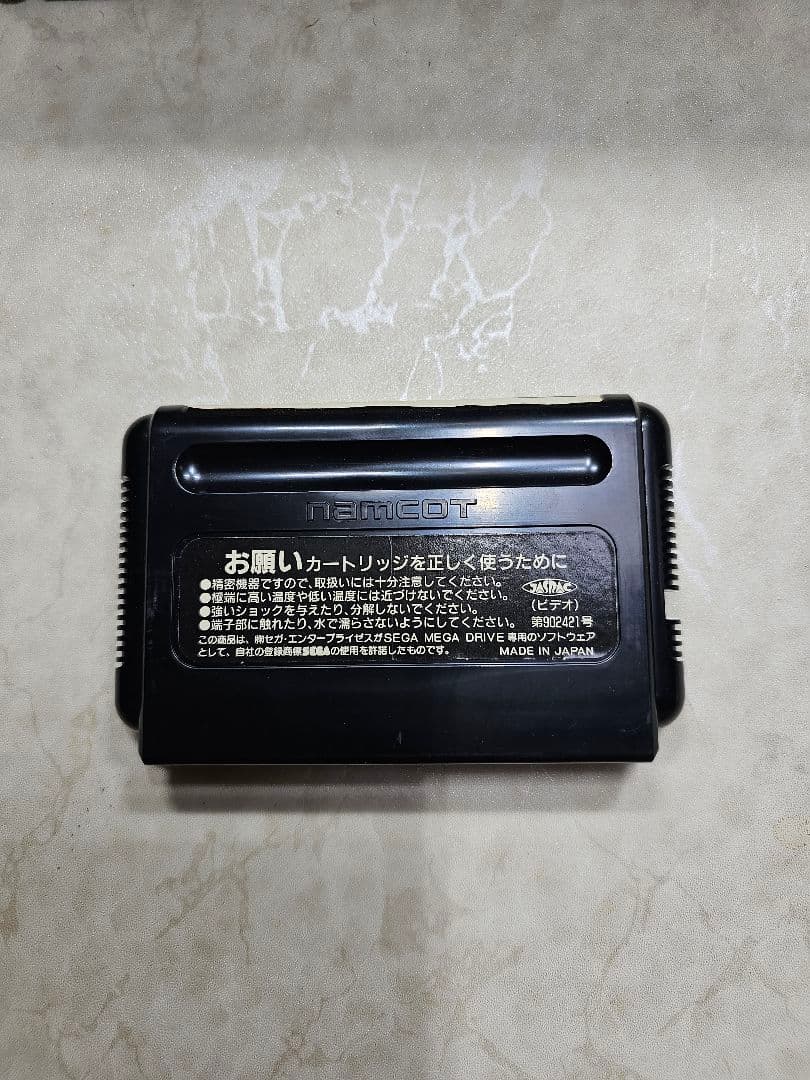 namcot
お願い カートリッジを正しく使うために
●精密機器ですので、取扱いには十分注意してください。
●極端に高い温度や低い温度には近づけないでください。
●強いショックを与えたり、分解しないでください。
●端子部に触れたり、水で濡らさないようにしてください。
JASRAC
(ビデオ)
第902421号
この商品は、㈱セガ・エンタープライゼスガSEGA MEGA DRIVE専用のソフトウェア
として、自社の登録商標SEGAの使用を許諾したものです。 MADE IN JAPAN